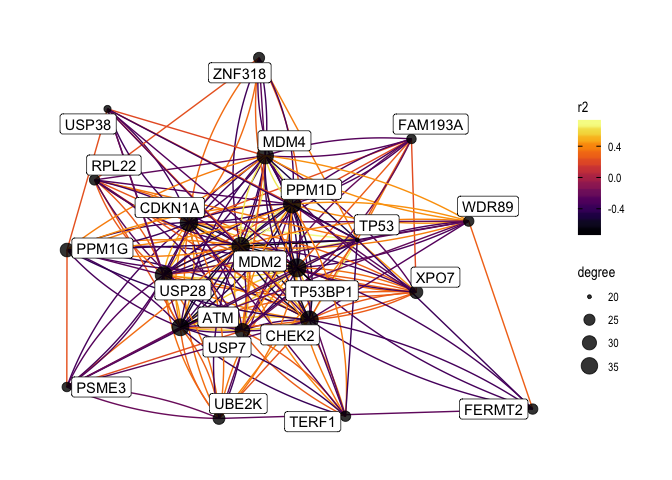 ZNF318
USP38
FAM193A
MDM4
RPL22
PPM1D
CDKN1A
WDR89
TP53
PPM1G
MDM2
XPO7
USP28
TP53BP1
ATM
CHEK2
USP7
PSME3
UBE2K
FERMT2
TERF1
r2
0.4
0.0
-0.4
degree
20
25
30
35